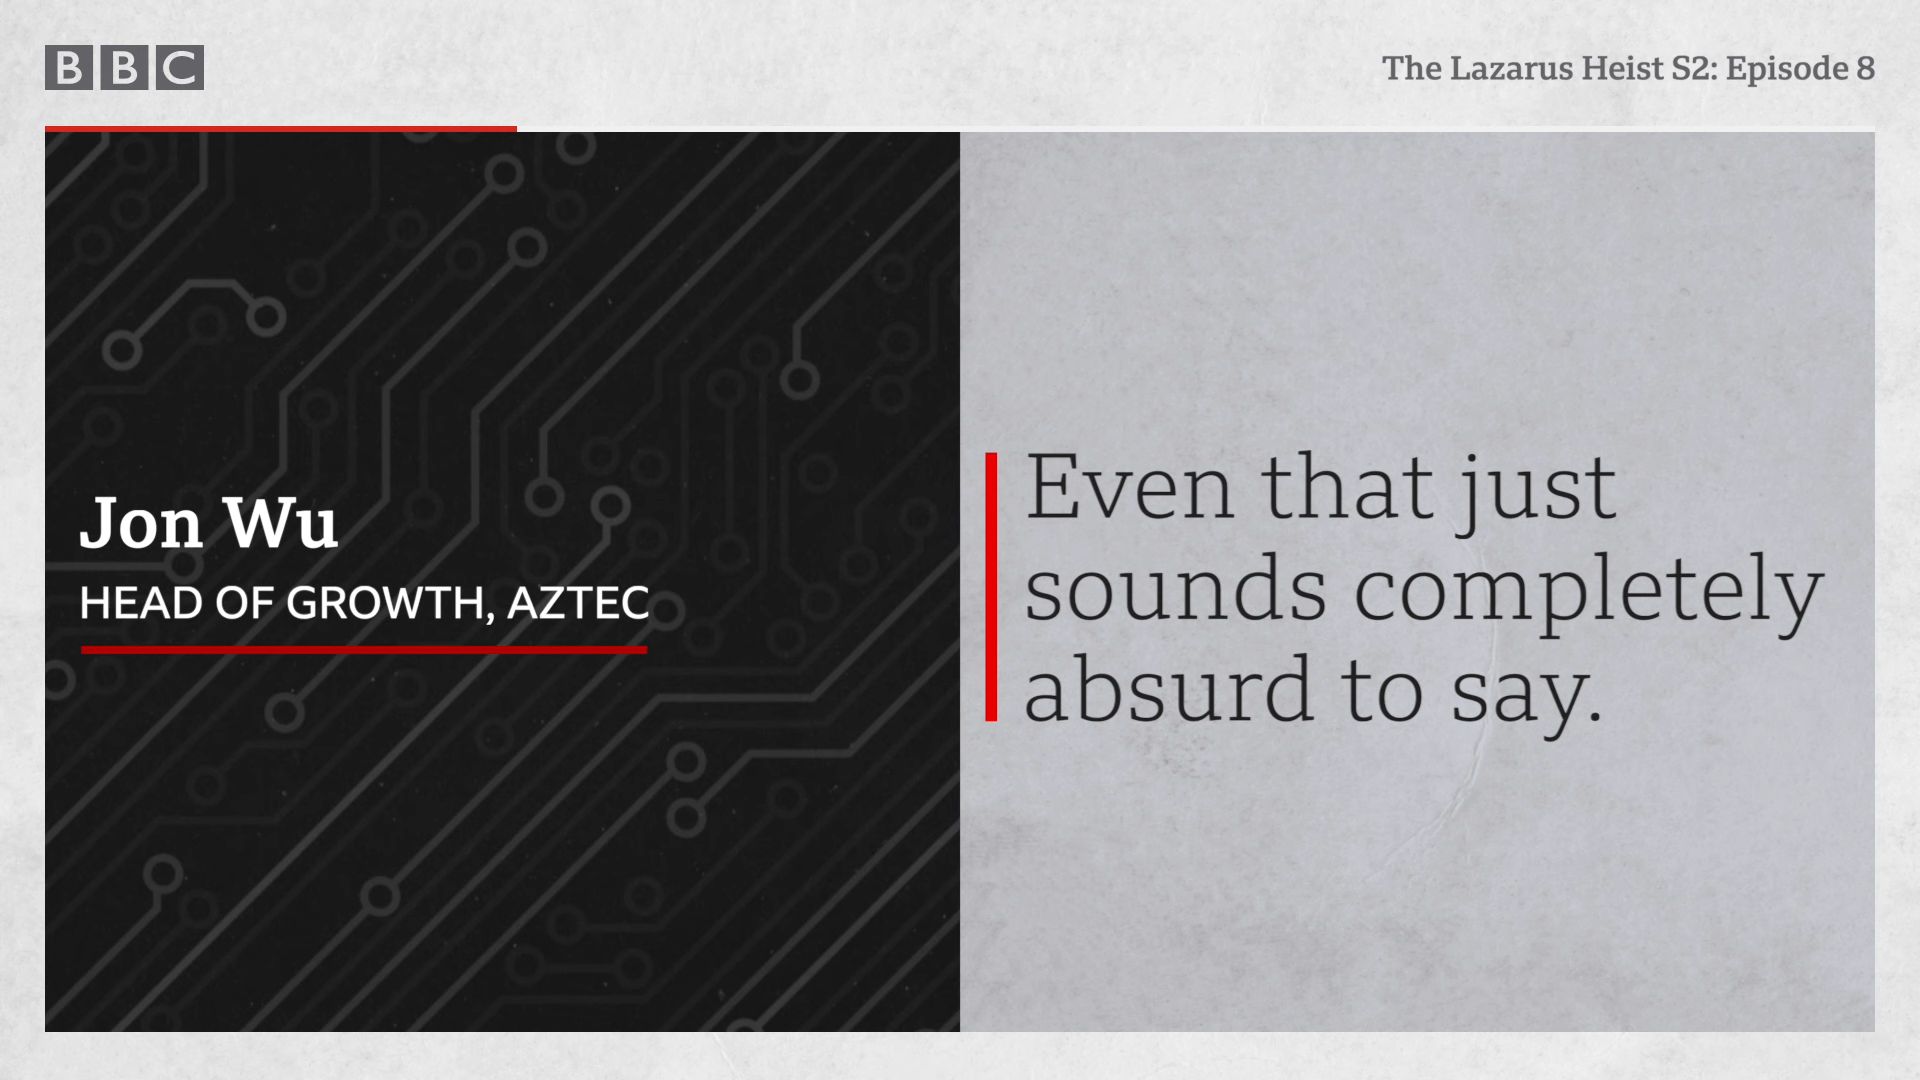 BBC
The Lazarus Heist S2: Episode 8
Jon Wu
HEAD OF GROWTH, AZTEC
Even that just
sounds completely
absurd to say.